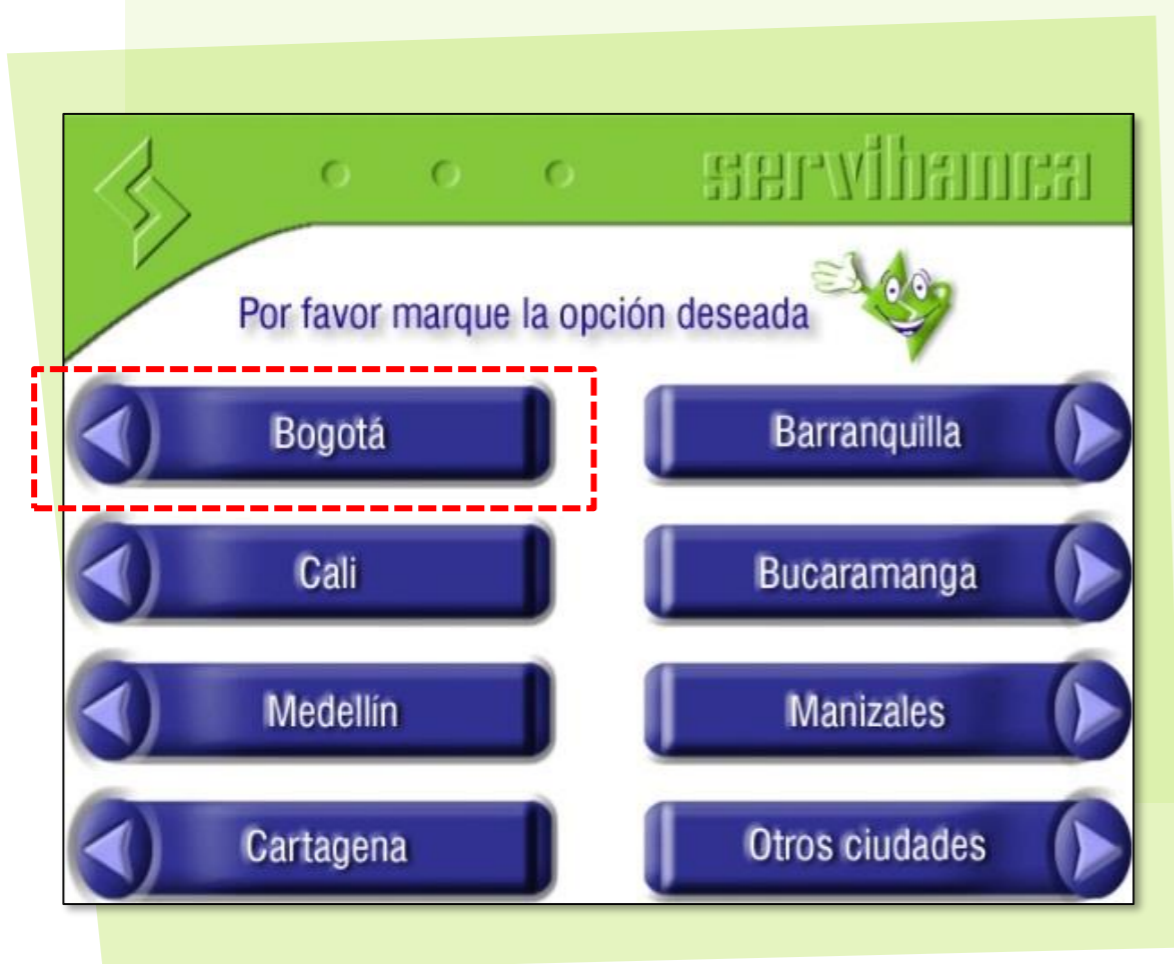 servibanca
Por favor marque la opción deseada
Bogotá
Barranquilla
Cali
Bucaramanga
Medellín
Manizales
Cartagena
Otros ciudades